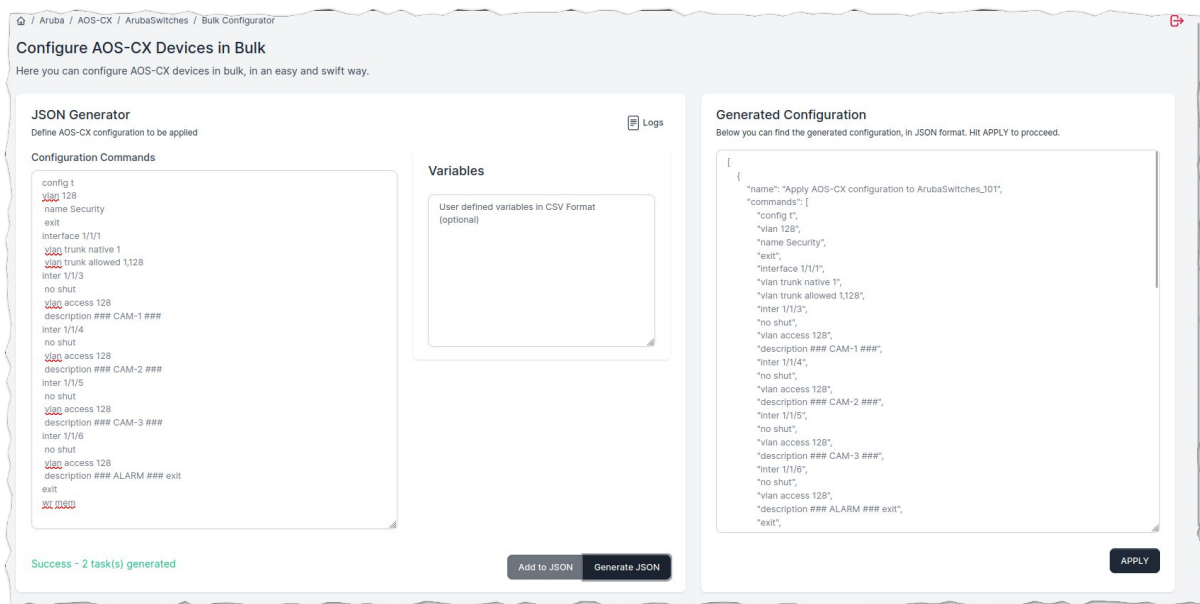 / Aruba / AOS-CX / ArubaSwitches / Bulk Configurator
Configure AOS-CX Devices in Bulk
Here you can configure AOS-CX devices in bulk, in an easy and swift way.
JSON Generator
Define AOS-CX configuration to be applied
Logs
Configuration Commands
config t
vlan 128
name Security
exit
interface 1/1/1
vlan trunk native 1
vlan trunk allowed 1,128
inter 1/1/3
no shut
vlan access 128
description ### CAM-1 ###
inter 1/1/4
no shut
vlan access 128
description ### CAM-2 ###
inter 1/1/5
no shut
vlan access 128
description ### CAM-3 ###
inter 1/1/6
no shut
vlan access 128
description ### ALARM ### exit
exit
wr mem
Variables
User defined variables in CSV Format
(optional)
Success - 2 task(s) generated
Add to JSON
Generate JSON
Generated Configuration
Below you can find the generated configuration, in JSON format. Hit APPLY to procceed.
[
{
"name": "Apply AOS-CX configuration to ArubaSwitches_101",
"commands": [
"config t",
"vlan 128",
"name Security",
"exit",
"interface 1/1/1",
"vlan trunk native 1",
"vlan trunk allowed 1,128",
"inter 1/1/3",
"no shut",
"vlan access 128",
"description ### CAM-1 ###",
"inter 1/1/4",
"no shut",
"vlan access 128",
"description ### CAM-2 ###",
"inter 1/1/5",
"no shut",
"vlan access 128",
"description ### CAM-3 ###",
"inter 1/1/6",
"no shut",
"vlan access 128",
"description ### ALARM ### exit",
"exit",
APPLY